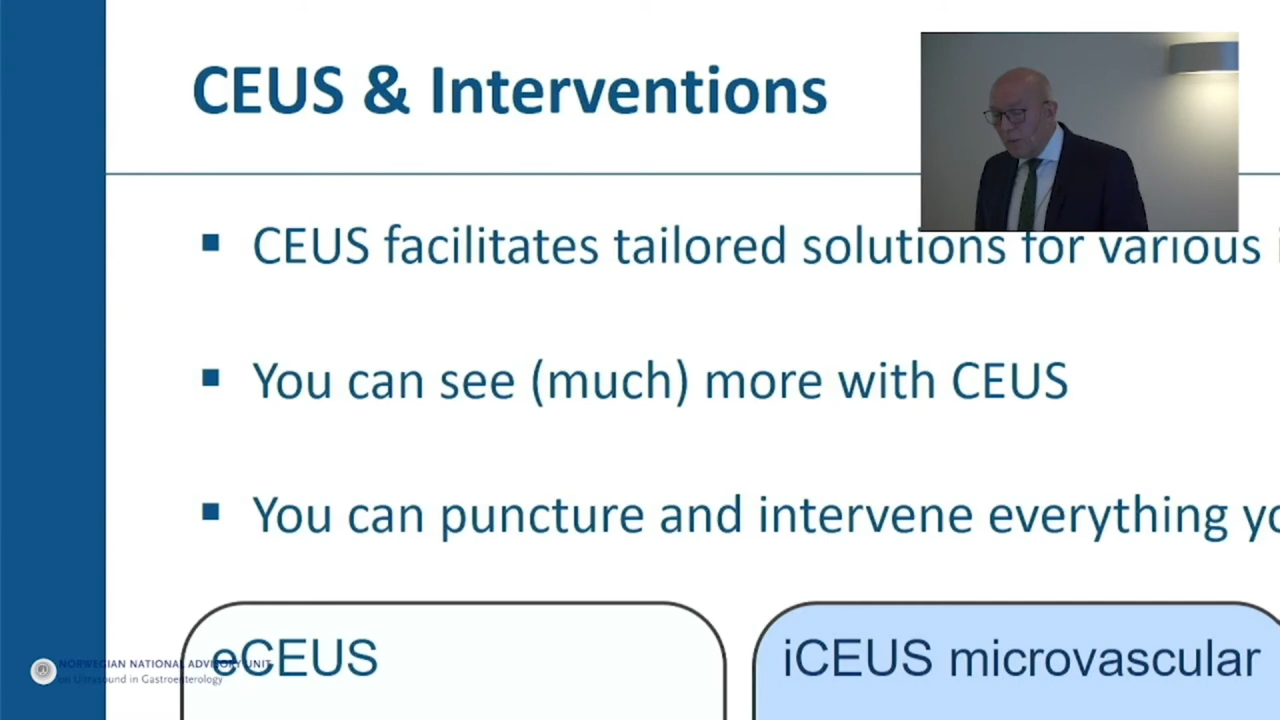 CEUS & Interventions
▪ CEUS facilitates tailored solutions for various
▪ You can see (much) more with CEUS
▪ You can puncture and intervene everything yo
eCEUS
iCEUS microvascular
NORWEGIAN NATIONAL ADVISORY UNIT
on Ultrasound in Gastroenterology